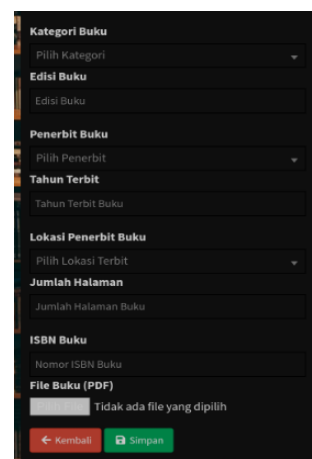 Kategori Buku
Pilih Kategori
Edisi Buku
Edisi Buku
Penerbit Buku
Pilih Penerbit
Tahun Terbit
Tahun Terbit Buku
Lokasi Penerbit Buku
Pilih Lokasi Terbit
Jumlah Halaman
Jumlah Halaman Buku
ISBN Buku
Nomor ISBN Buku
File Buku (PDF)
Tidak ada file yang dipilih
Kembali Simpan